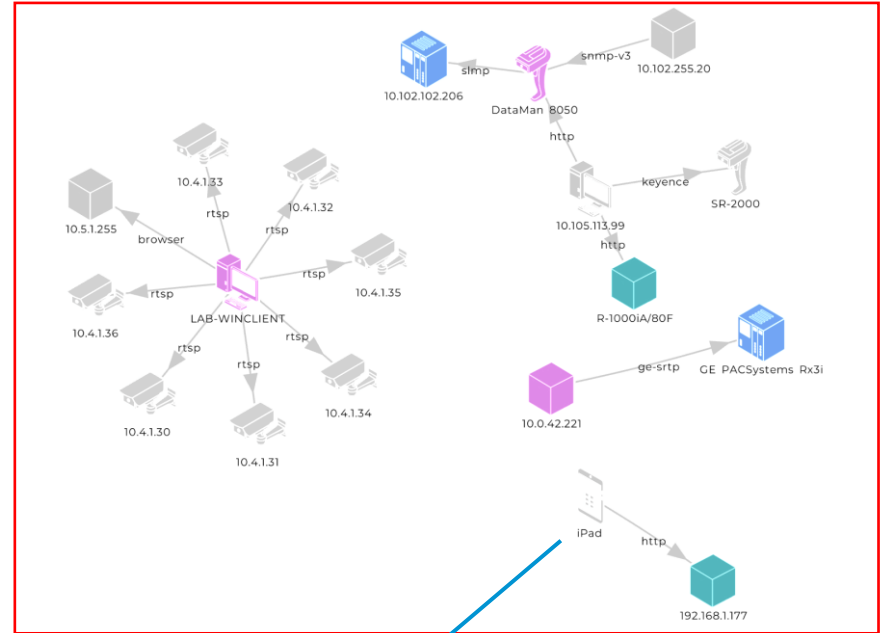 snmp-v3
10.102.255.20
slmp
10.102.102.206
DataMan 8050
http
10.4.1.33
10.4.1.32
keyence
SR-2000
10.5.1.255
rtsp
rtsp
10.105.113.99
browser
http
rtsp
10.4.1.35
rtsp
LAB-WINCLIENT
R-1000iA/80F
10.4.1.36
rtsp
rtsp
rtsp
ge-srtp
GE PACSystems Rx3i
10.4.1.30
10.4.1.34
10.0.42.221
10.4.1.31
iPad
http
192.168.1.177